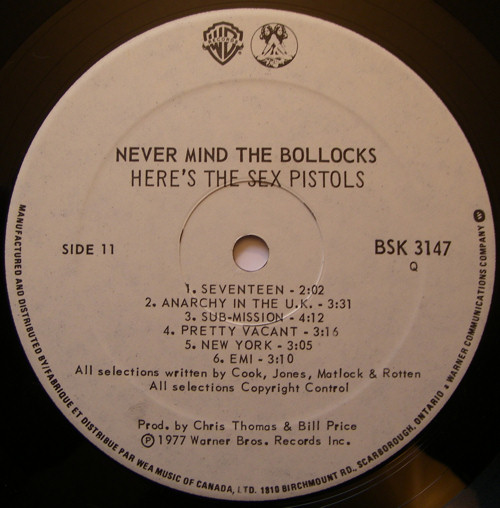 NEVER MIND THE BOLLOCKS
HERE'S THE SEX PISTOLS
SIDE 11
BSK 3147
Q
1. SEVENTEEN - 2:02
2. ANARCHY IN THE U.K. - 3:31
3. SUB-MISSION - 4:12
4. PRETTY VACANT - 3:16
5. NEW YORK - 3:05
6. EMI - 3:10
All selections written by Cook, Jones, Matlock & Rotten
All selections Copyright Control
Prod. by Chris Thomas & Bill Price
℗ 1977 Warner Bros. Records Inc.
MANUFACTURED AND DISTRIBUTED BY/FABRIQUE ET DISTRIBUE PAR WEA MUSIC OF CANADA, LTD. 1810 BIRCHMOUNT RD., SCARBOROUGH, ONTARIO A WARNER COMMUNICATIONS COMPANY